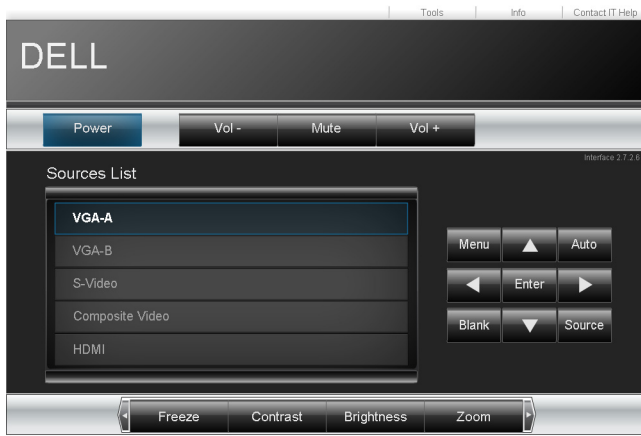 Tools Info Contact IT Help
DELL
Power Vol - Mute Vol +
Interface 2.7.2.6
Sources List
VGA-A
VGA-B
S-Video
Composite Video
HDMI
Menu Auto
Enter
Blank Source
Freeze Contrast Brightness Zoom